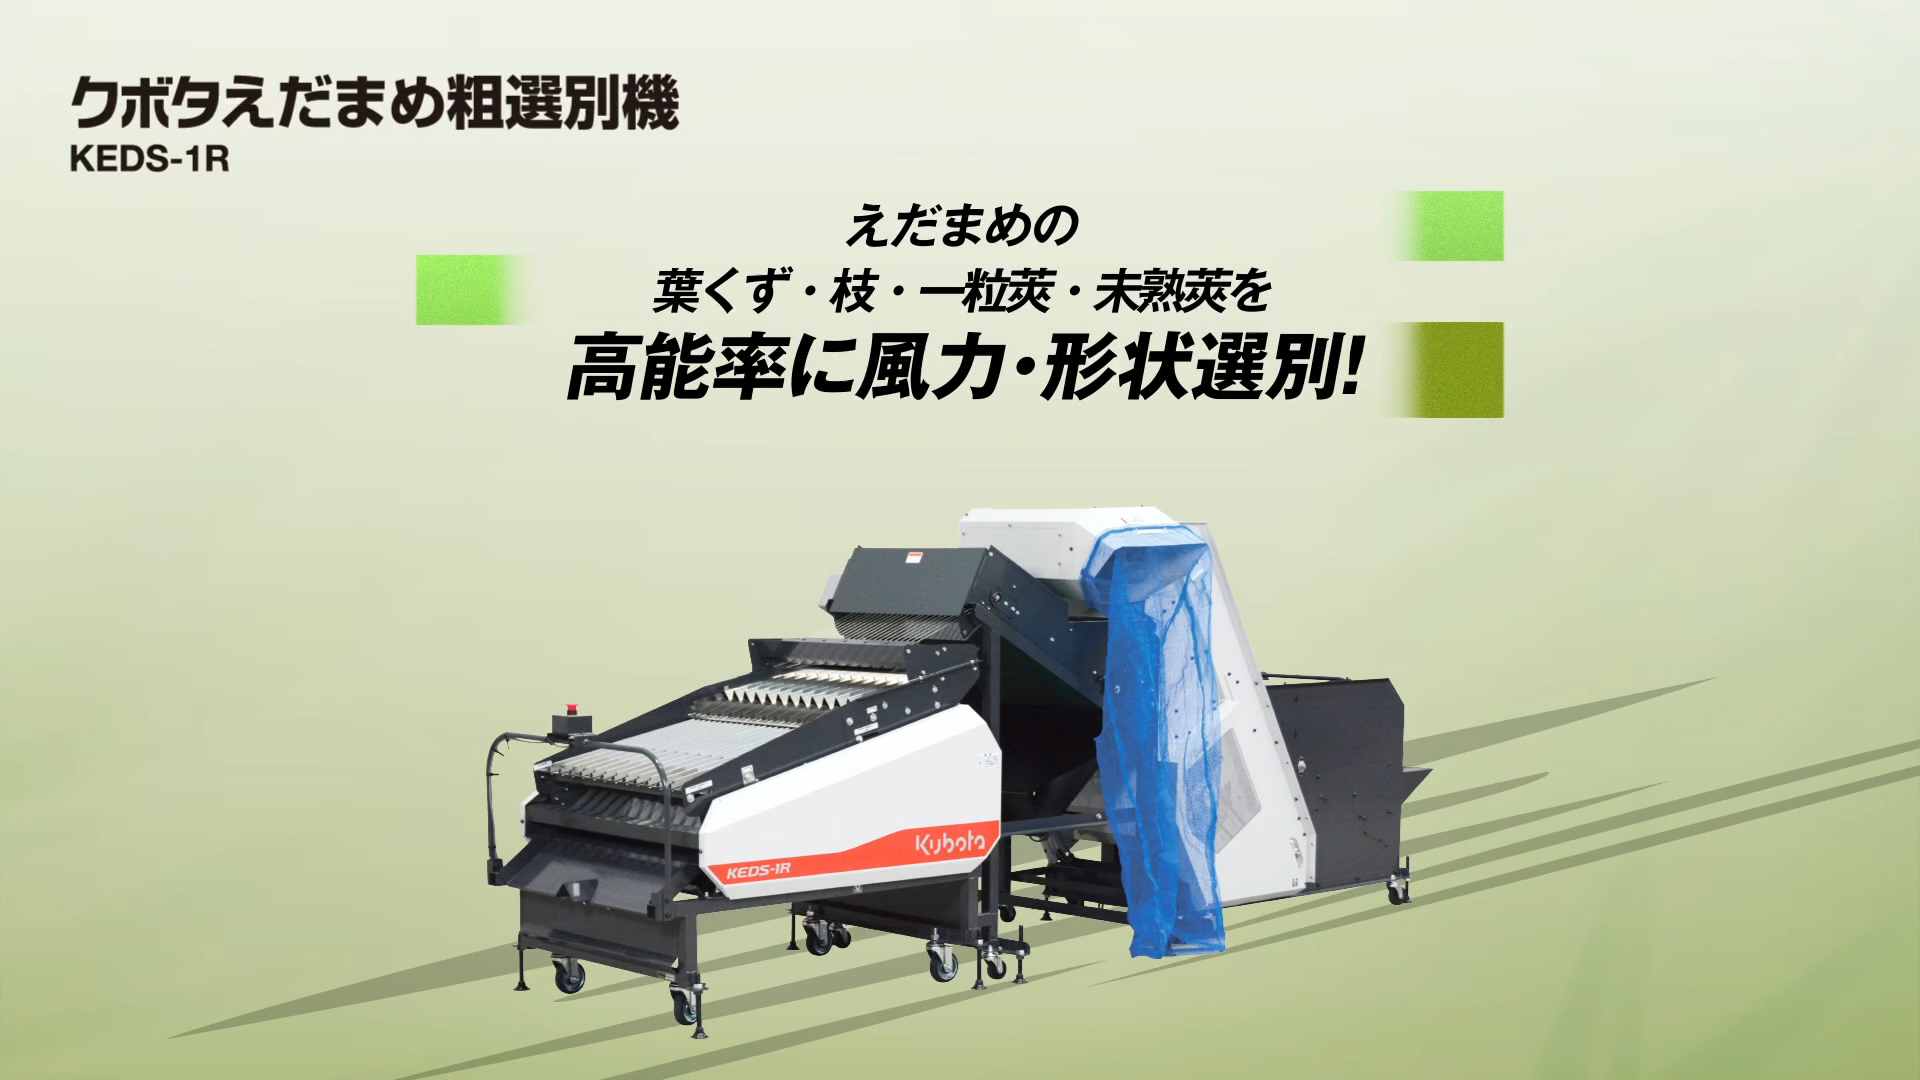 クボタえだまめ粗選別機
KEDS-1R
えだまめの
葉くず・枝・一粒莢・未熟莢を
高能率に風力・形状選別!
KEDS-1R
Kubota